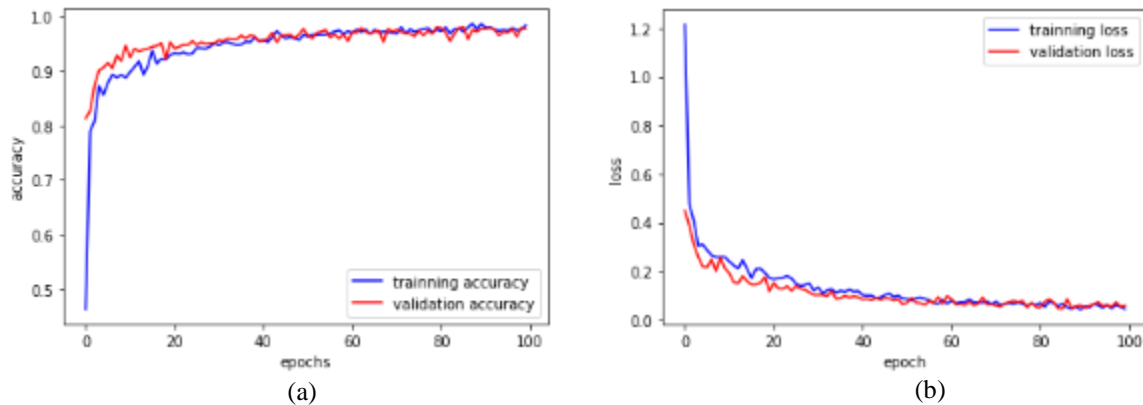 1.0
0.9
0.8
0.7
0.6
0.5
accuracy
trainning accuracy
validation accuracy
0 20 40 60 80 100
epochs
(a)
1.2
1.0
0.8
0.6
0.4
0.2
0.0
loss
trainning loss
validation loss
0 20 40 60 80 100
epoch
(b)